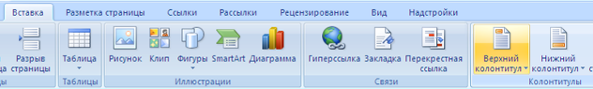 Вставка Разметка страницы Ссылки Рассылки Рецензирование Вид Надстройки
Разрыв страницы
Таблица
Рисунок Клип Фигуры SmartArt Диаграмма
Гиперссылка Закладка Перекрестная ссылка
Верхний колонтитул Нижний колонтитул
Таблицы Иллюстрации Связи Колонтитулы